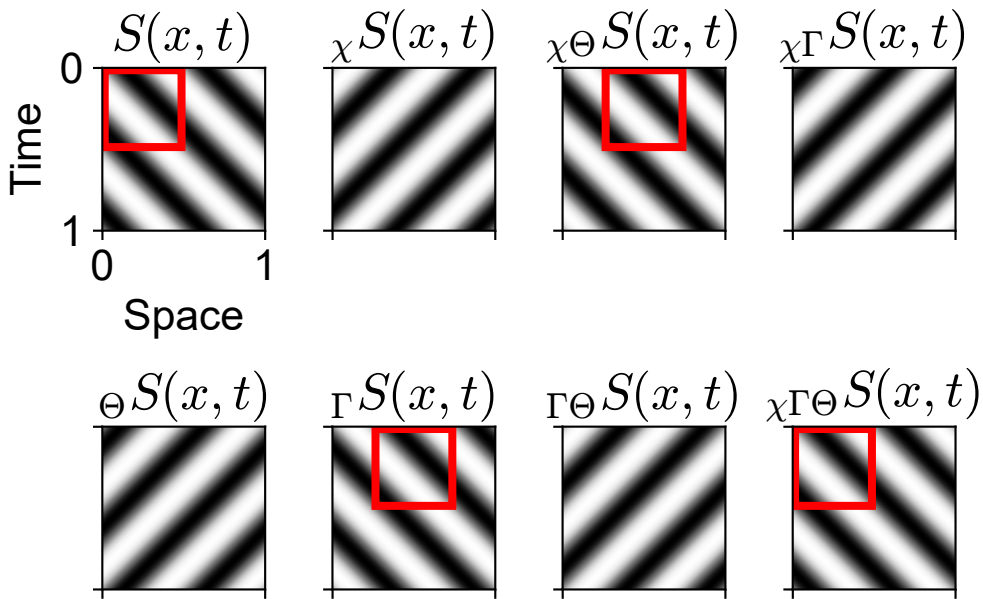 S(x, t) χS(x, t) χΘS(x, t) χΓS(x, t)
0
Time
1
0 1
Space
ΘS(x, t) ΓS(x, t) ΓΘS(x, t) χΓΘS(x, t)